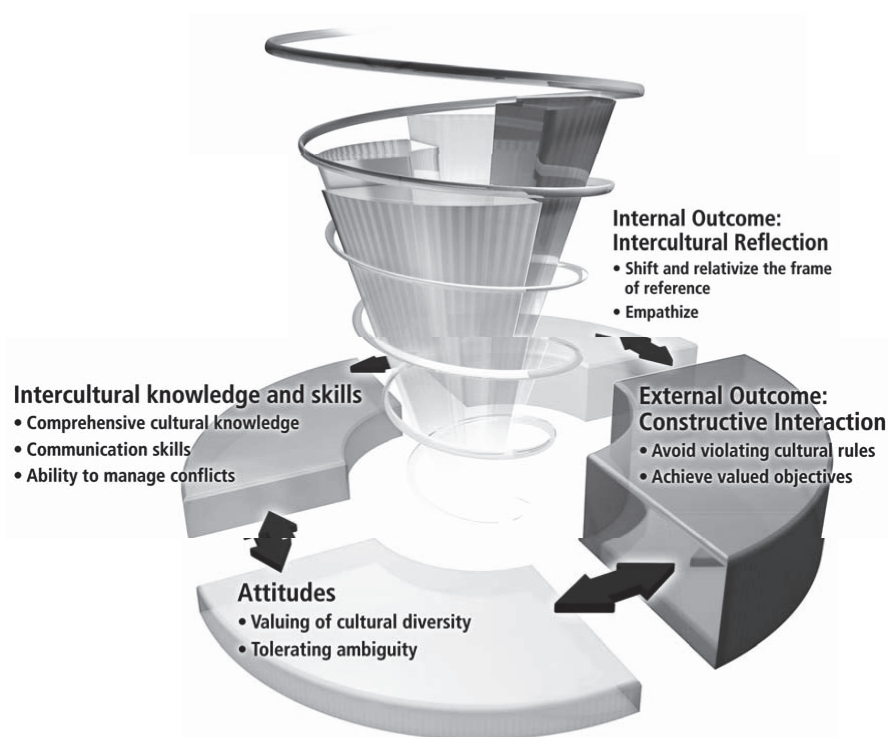 Internal Outcome:
Intercultural Reflection
• Shift and relativize the frame
of reference
• Empathize
Intercultural knowledge and skills
• Comprehensive cultural knowledge
• Communication skills
• Ability to manage conflicts
External Outcome:
Constructive Interaction
• Avoid violating cultural rules
• Achieve valued objectives
Attitudes
• Valuing of cultural diversity
• Tolerating ambiguity